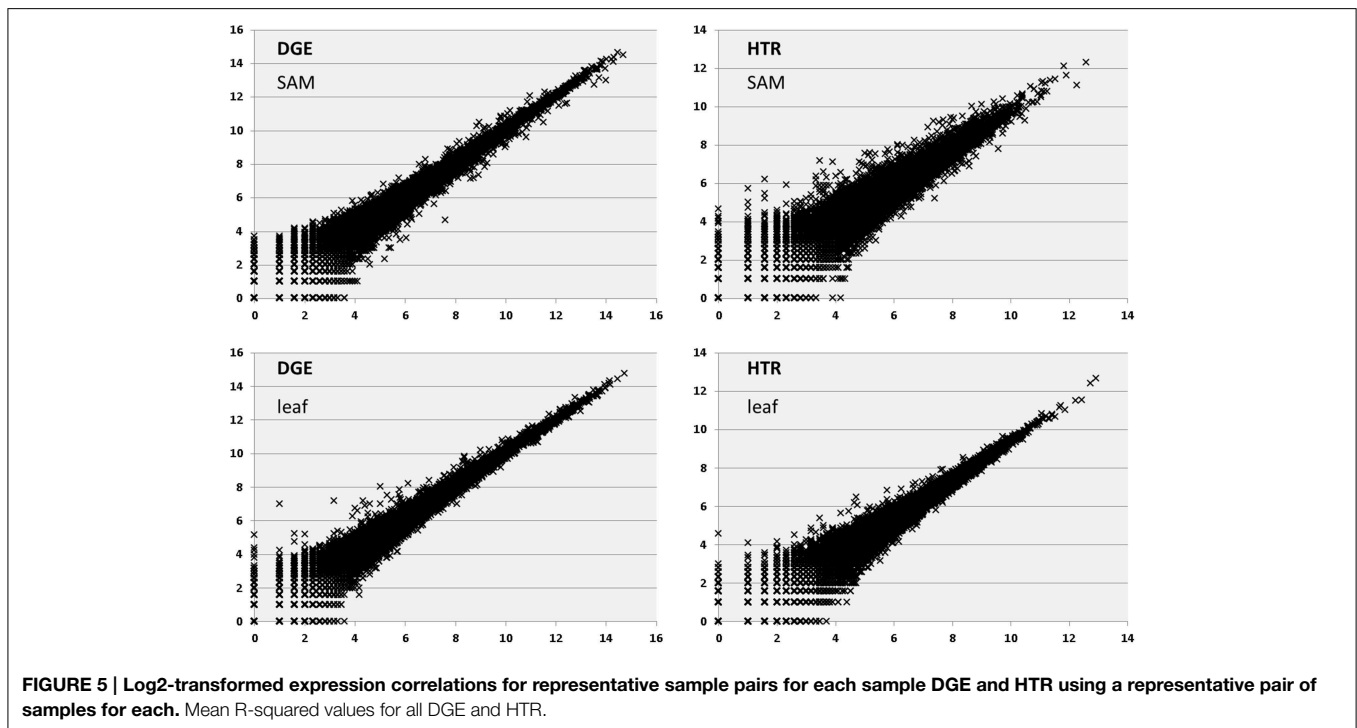 DGE
SAM
16
14
12
10
8
6
4
2
0
0 2 4 6 8 10 12 14 16
HTR
SAM
14
12
10
8
6
4
2
0
0 2 4 6 8 10 12 14
DGE
leaf
16
14
12
10
8
6
4
2
0
0 2 4 6 8 10 12 14 16
HTR
leaf
14
12
10
8
6
4
2
0
0 2 4 6 8 10 12 14
FIGURE 5 | Log2-transformed expression correlations for representative sample pairs for each sample DGE and HTR using a representative pair of
samples for each. Mean R-squared values for all DGE and HTR.